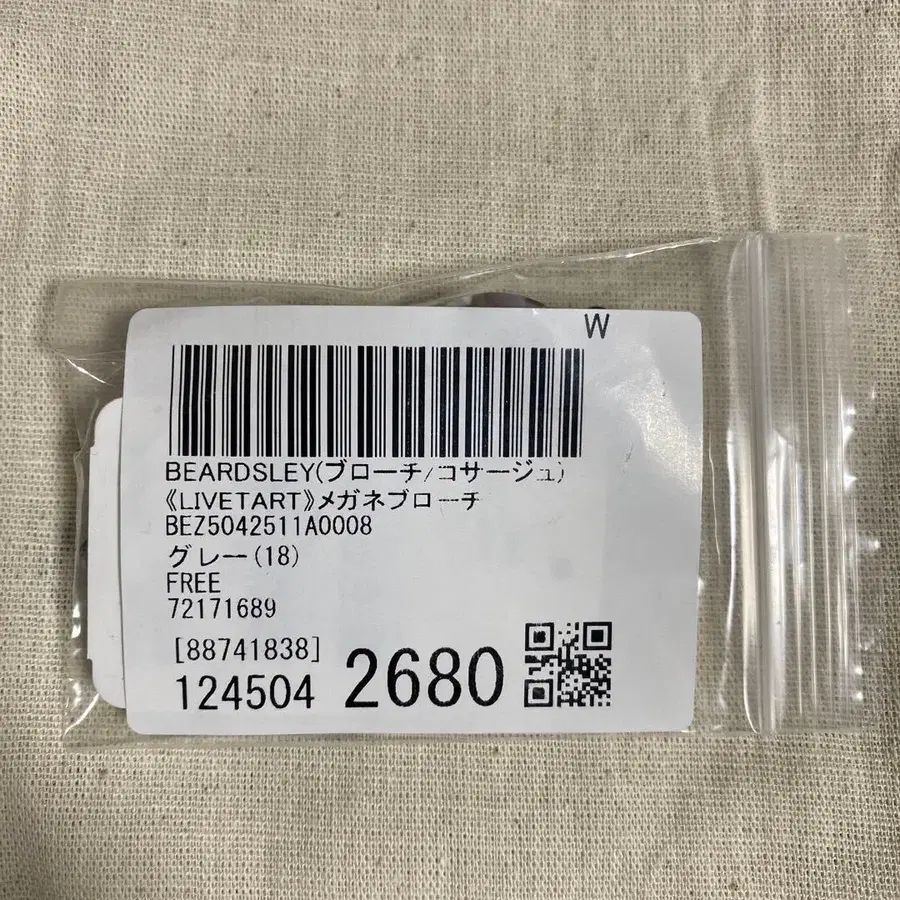 W
BEARDSLEY(ブローチ/コサージュ)
《LIVETART》メガネブローチ
BEZ5042511A0008
グレー(18)
FREE
72171689
[88741838]
124504 2680